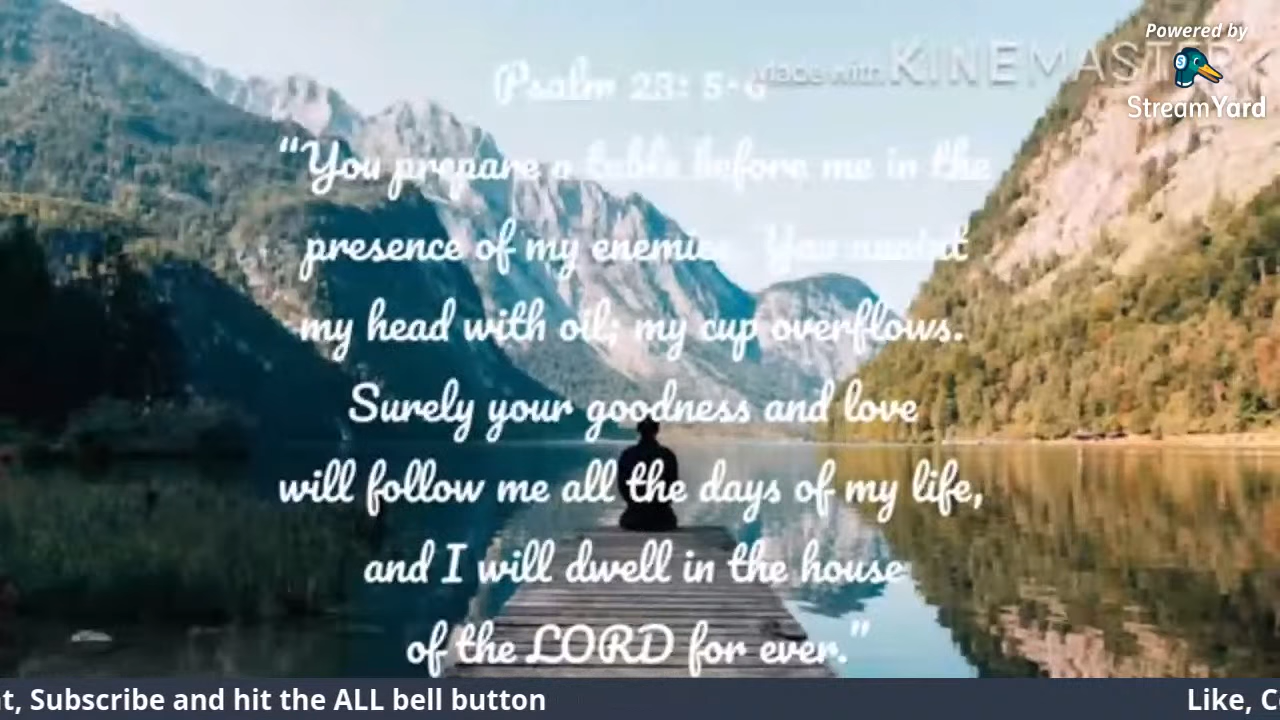 Powered by
StreamYard
Made with KINEMASTER
Psalm 23: 5-6
“You prepare a table before me in the
presence of my enemies. You anoint
my head with oil; my cup overflows.
Surely your goodness and love
will follow me all the days of my life,
and I will dwell in the house
of the LORD for ever.”
Subscribe and hit the ALL bell button
Like,